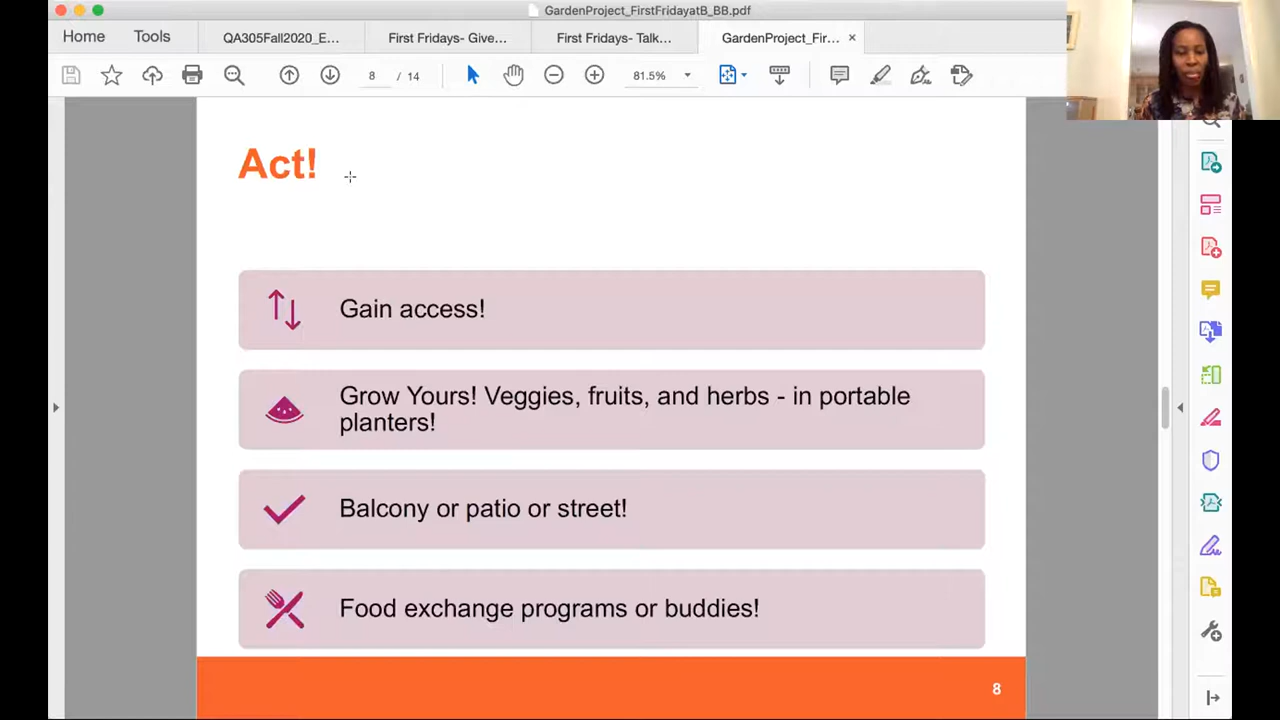 GardenProject_FirstFridayatB_BB.pdf
Home Tools QA305Fall2020_E... First Fridays- Give... First Fridays- Talk... GardenProject_Fir... ×
8 / 14 81.5%
Act!
Gain access!
Grow Yours! Veggies, fruits, and herbs - in portable
planters!
Balcony or patio or street!
Food exchange programs or buddies!
8